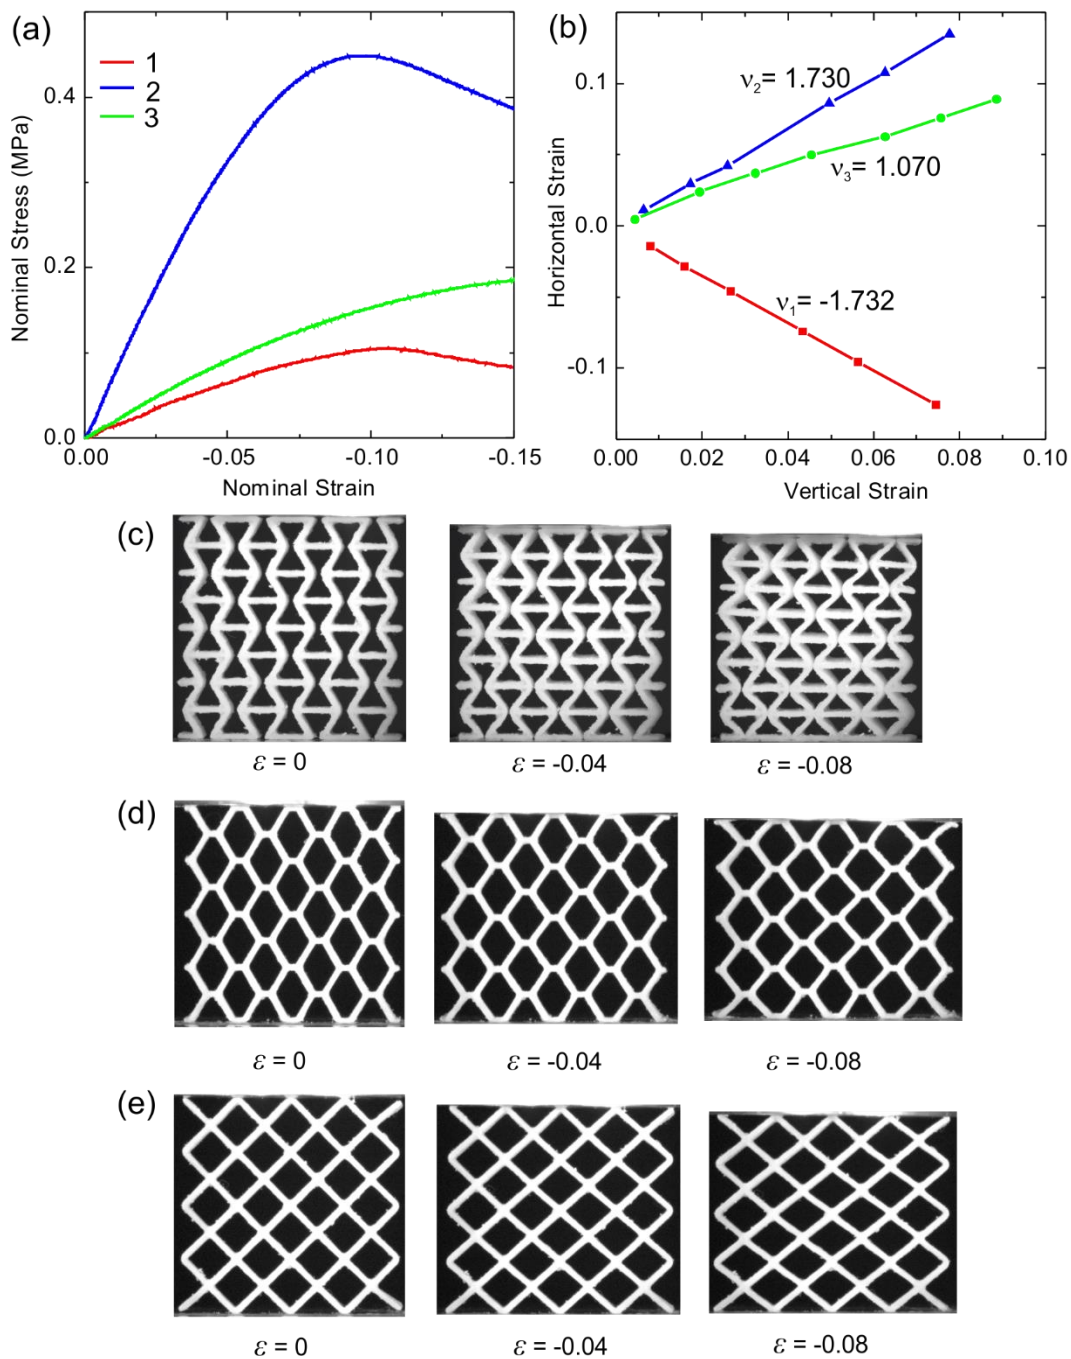 (a)
Nominal Stress (MPa)
0.4
0.2
0.0
1
2
3
0.00
-0.05
-0.10
-0.15
Nominal Strain
(b)
Horizontal Strain
0.1
0.0
-0.1
ν2= 1.730
ν3= 1.070
ν1= -1.732
0.00
0.02
0.04
0.06
0.08
0.10
Vertical Strain
(c)
ε = 0
ε = -0.04
ε = -0.08
(d)
ε = 0
ε = -0.04
ε = -0.08
(e)
ε = 0
ε = -0.04
ε = -0.08